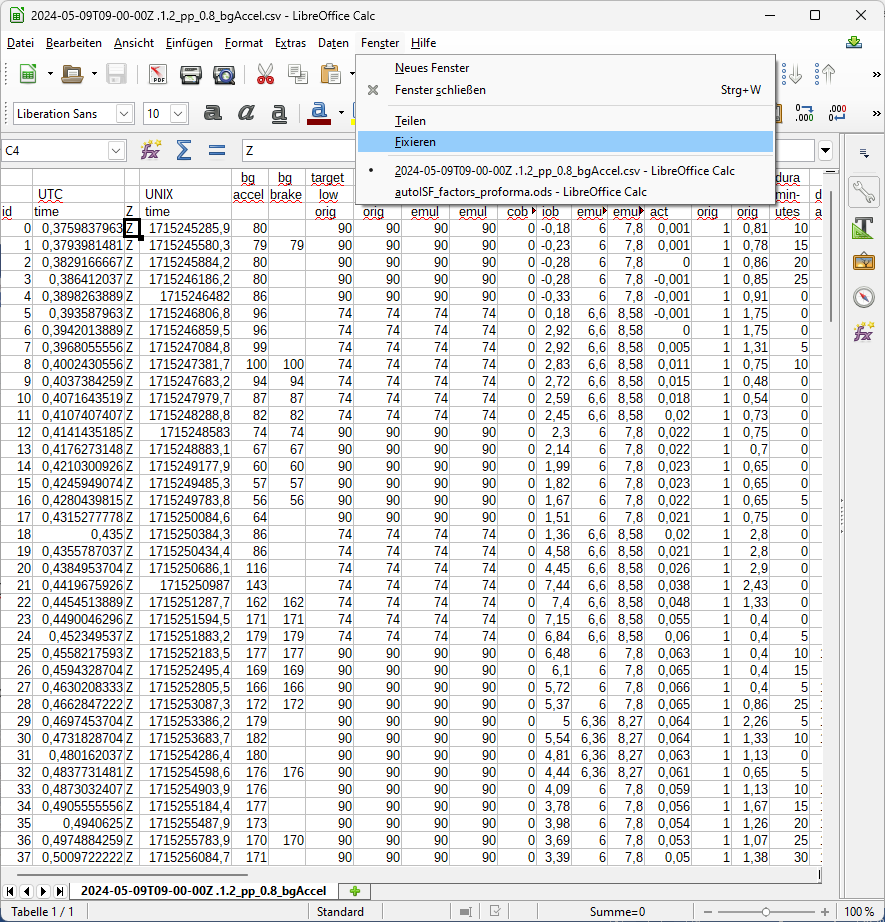 2024-05-09T09-00-00Z .1.2_pp_0.8_bgAccel.csv - LibreOffice Calc
Datei Bearbeiten Ansicht Einfügen Format Extras Daten Fenster Hilfe
Neues Fenster
PDF
Fenster schließen Strg+W
Liberation Sans 10 a a a a
Teilen
Fixieren
C4 fx Σ = Z
2024-05-09T09-00-00Z .1.2_pp_0.8_bgAccel.csv - LibreOffice Calc
autoISF_factors_proforma.ods - LibreOffice Calc
bg bg target dura
UTC UNIX accel brake low min- d
id time Z time orig orig emul emul cob iob emu emu act orig orig utes a
0 0,3759837963 Z 1715245285,9 80 90 90 90 90 0 -0,18 6 7,8 0,001 1 0,81 10
1 0,3793981481 Z 1715245580,3 79 79 90 90 90 90 0 -0,23 6 7,8 0,001 1 0,78 15
2 0,3829166667 Z 1715245884,2 80 90 90 90 90 0 -0,28 6 7,8 0 1 0,86 20
3 0,386412037 Z 1715246186,2 80 90 90 90 90 0 -0,28 6 7,8 -0,001 1 0,85 25
4 0,3898263889 Z 1715246482 86 90 90 90 90 0 -0,33 6 7,8 -0,001 1 0,91 0
5 0,393587963 Z 1715246806,8 96 74 74 74 74 0 0,18 6,6 8,58 -0,001 1 1,75 0
6 0,3942013889 Z 1715246859,5 96 74 74 74 74 0 2,92 6,6 8,58 0 1 1,75 0
7 0,3968055556 Z 1715247084,8 99 74 74 74 74 0 2,92 6,6 8,58 0,005 1 1,31 5
8 0,4002430556 Z 1715247381,7 100 100 74 74 74 74 0 2,83 6,6 8,58 0,011 1 0,75 10
9 0,4037384259 Z 1715247683,2 94 94 74 74 74 74 0 2,72 6,6 8,58 0,015 1 0,48 0
10 0,4071643519 Z 1715247979,7 87 87 74 74 74 74 0 2,59 6,6 8,58 0,018 1 0,54 0
11 0,4107407407 Z 1715248288,8 82 82 74 74 74 74 0 2,45 6,6 8,58 0,02 1 0,73 0
12 0,4141435185 Z 1715248583 74 74 90 90 90 90 0 2,3 6 7,8 0,022 1 0,75 0
13 0,4176273148 Z 1715248883,1 67 67 90 90 90 90 0 2,14 6 7,8 0,022 1 0,7 0
14 0,4210300926 Z 1715249177,9 60 60 90 90 90 90 0 1,99 6 7,8 0,023 1 0,65 0
15 0,4245949074 Z 1715249485,3 57 57 90 90 90 90 0 1,82 6 7,8 0,023 1 0,65 0
16 0,4280439815 Z 1715249783,8 56 56 90 90 90 90 0 1,67 6 7,8 0,022 1 0,65 5
17 0,4315277778 Z 1715250084,6 64 90 90 90 90 0 1,51 6 7,8 0,021 1 0,75 0
18 0,435 Z 1715250384,3 86 74 74 74 74 0 1,36 6,6 8,58 0,02 1 2,8 0
19 0,4355787037 Z 1715250434,4 86 74 74 74 74 0 4,58 6,6 8,58 0,021 1 2,8 0
20 0,4384953704 Z 1715250686,1 116 74 74 74 74 0 4,45 6,6 8,58 0,026 1 2,9 0
21 0,4419675926 Z 1715250987 143 74 74 74 74 0 7,44 6,6 8,58 0,038 1 2,43 0
22 0,4454513889 Z 1715251287,7 162 162 74 74 74 74 0 7,4 6,6 8,58 0,048 1 1,33 0
23 0,4490046296 Z 1715251594,5 171 171 74 74 74 74 0 7,15 6,6 8,58 0,055 1 0,4 0
24 0,452349537 Z 1715251883,2 179 179 74 74 74 74 0 6,84 6,6 8,58 0,06 1 0,4 5
25 0,4558217593 Z 1715252183,5 177 177 90 90 90 90 0 6,48 6 7,8 0,063 1 0,4 10
26 0,4594328704 Z 1715252495,4 169 169 90 90 90 90 0 6,1 6 7,8 0,065 1 0,4 15
27 0,4630208333 Z 1715252805,5 166 166 90 90 90 90 0 5,72 6 7,8 0,066 1 0,4 5
28 0,4662847222 Z 1715253087,3 172 172 90 90 90 90 0 5,37 6 7,8 0,065 1 0,86 25
29 0,4697453704 Z 1715253386,2 179 90 90 90 90 0 5 6,36 8,27 0,064 1 2,26 5
30 0,4731828704 Z 1715253683,7 182 90 90 90 90 0 5,54 6,36 8,27 0,064 1 1,33 10
31 0,480162037 Z 1715254286,4 180 90 90 90 90 0 4,81 6,36 8,27 0,063 1 1,13 0
32 0,4837731481 Z 1715254598,6 176 176 90 90 90 90 0 4,44 6,36 8,27 0,061 1 0,65 5
33 0,4873032407 Z 1715254903,9 176 90 90 90 90 0 4,09 6 7,8 0,059 1 1,13 10
34 0,4905555556 Z 1715255184,4 177 90 90 90 90 0 3,78 6 7,8 0,056 1 1,67 15
35 0,4940625 Z 1715255487,9 173 90 90 90 90 0 3,98 6 7,8 0,054 1 1,26 20
36 0,4974884259 Z 1715255783,9 170 170 90 90 90 90 0 3,69 6 7,8 0,053 1 1,07 25
37 0,5009722222 Z 1715256084,7 171 90 90 90 90 0 3,39 6 7,8 0,05 1 1,38 30
2024-05-09T09-00-00Z .1.2_pp_0.8_bgAccel
Tabelle 1 / 1 Standard Summe=0 100 %